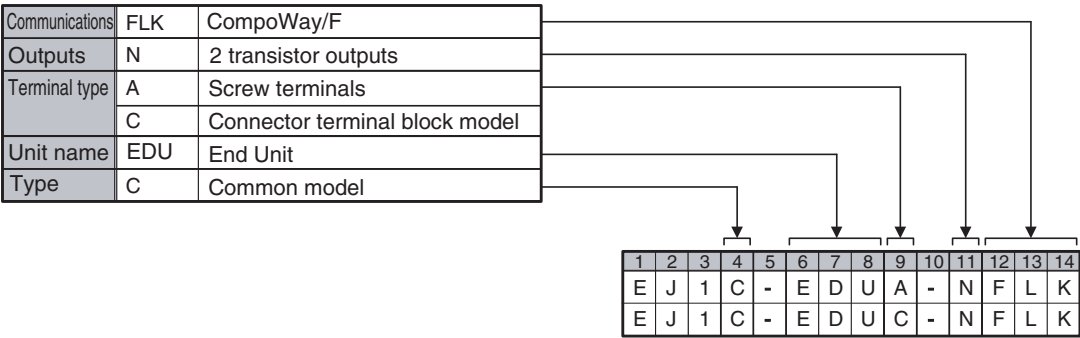 Communications FLK CompoWay/F
Outputs N 2 transistor outputs
Terminal type A Screw terminals
C Connector terminal block model
Unit name EDU End Unit
Type C Common model
1 2 3 4 5 6 7 8 9 10 11 12 13 14
E J 1 C - E D U A - N F L K
E J 1 C - E D U C - N F L K